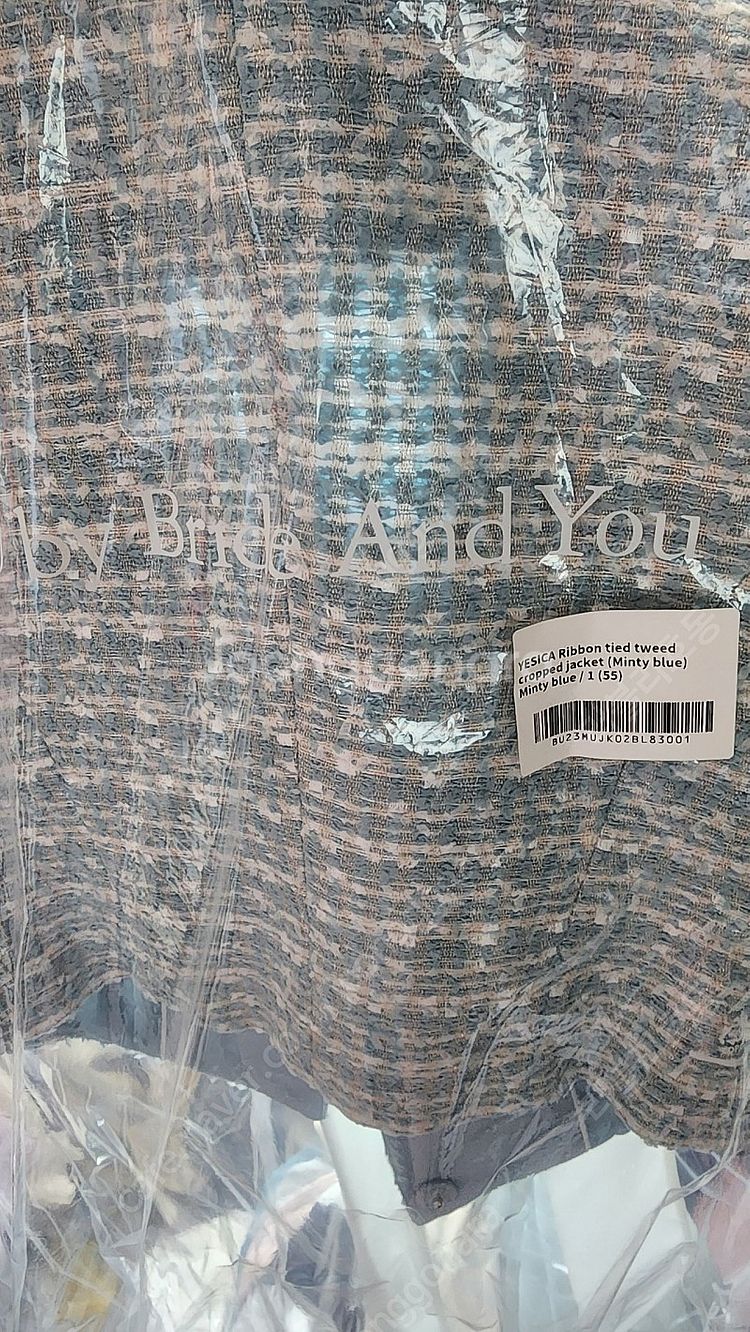 by Bride And You
YESICA Ribbon tied tweed
cropped jacket (Minty blue)
Minty blue / 1 (55)
BU23MUJK02BL83001